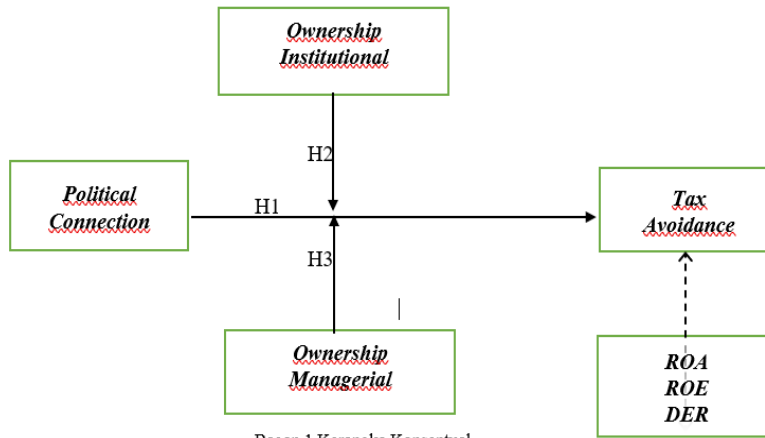 Ownership
Institutional
H2
Political
Connection
H1
Tax
Avoidance
H3
Ownership
Managerial
ROA
ROE
DER